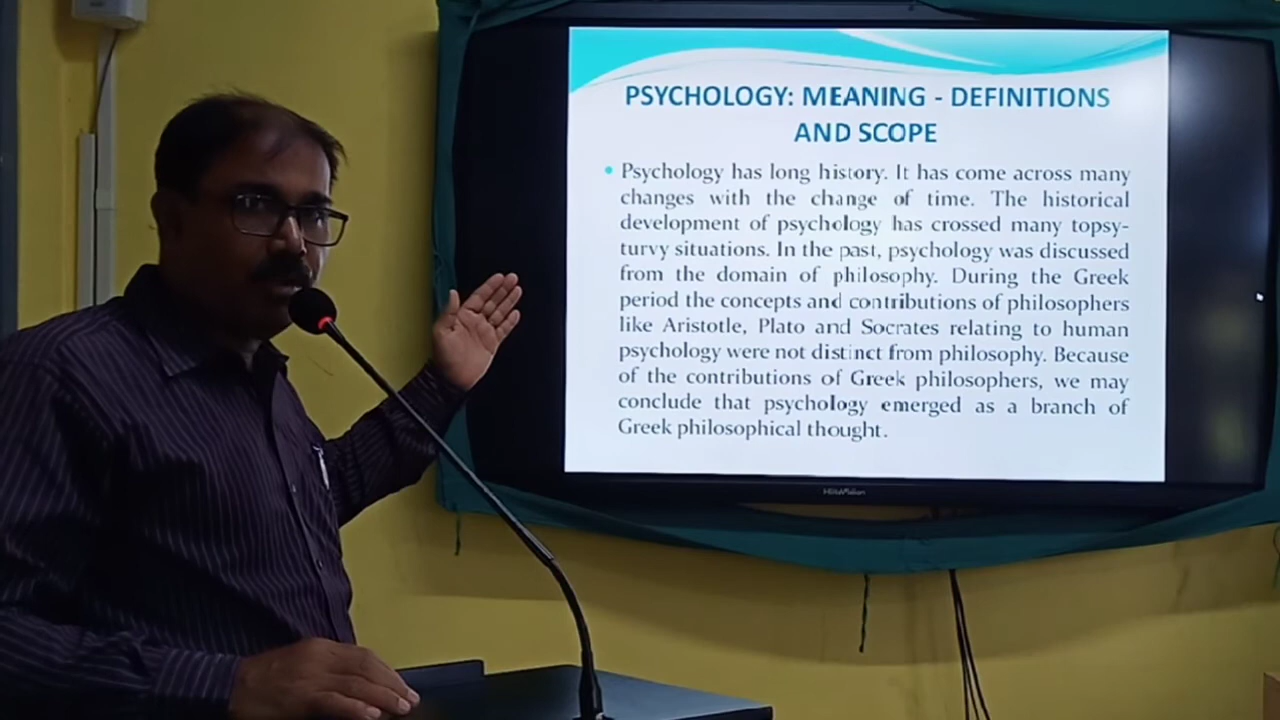 PSYCHOLOGY: MEANING - DEFINITIONS
AND SCOPE
• Psychology has long history. It has come across many
changes with the change of time. The historical
development of psychology has crossed many topsy-
turvy situations. In the past, psychology was discussed
from the domain of philosophy. During the Greek
period the concepts and contributions of philosophers
like Aristotle, Plato and Socrates relating to human
psychology were not distinct from philosophy. Because
of the contributions of Greek philosophers, we may
conclude that psychology emerged as a branch of
Greek philosophical thought.